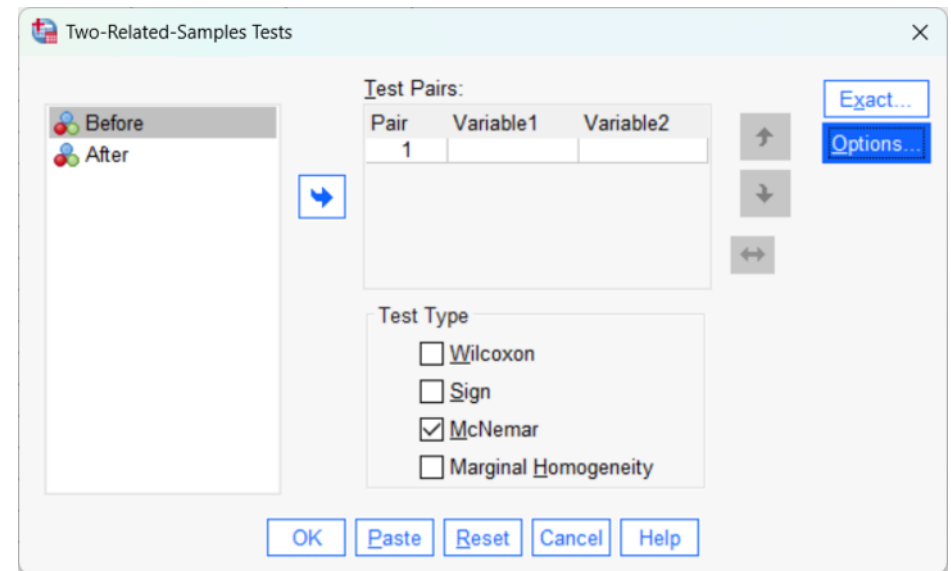 Two-Related-Samples Tests
Before
After
Test Pairs:
Pair Variable1 Variable2
1
Exact...
Options...
Test Type
Wilcoxon
Sign
McNemar
Marginal Homogeneity
OK Paste Reset Cancel Help